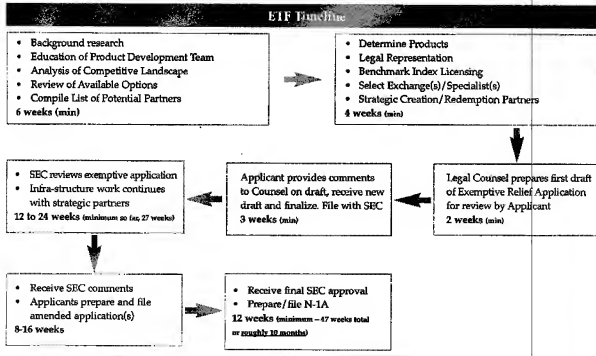 ETF Timeline
• Background research
• Education of Product Development Team
• Analysis of Competitive Landscape
• Review of Available Options
• Compile List of Potential Partners
6 weeks (min)
• Determine Products
• Legal Representation
• Benchmark Index Licensing
• Select Exchange(s)/Specialist(s)
• Strategic Creation/Redemption Partners
4 weeks (min)
Legal Counsel prepares first draft
of Exemptive Relief Application
for review by Applicant
2 weeks (min)
Applicant provides comments
to Counsel on draft, receive new
draft and finalize. File with SEC
3 weeks (min)
• SEC reviews exemptive application
• Infra-structure work continues
with strategic partners
12 to 24 weeks (minimum so far, 27 weeks)
• Receive SEC comments
• Applicants prepare and file
amended application(s)
8-16 weeks
• Receive final SEC approval
• Prepare/file N-1A
12 weeks (minimum – 47 weeks total
or roughly 10 months)